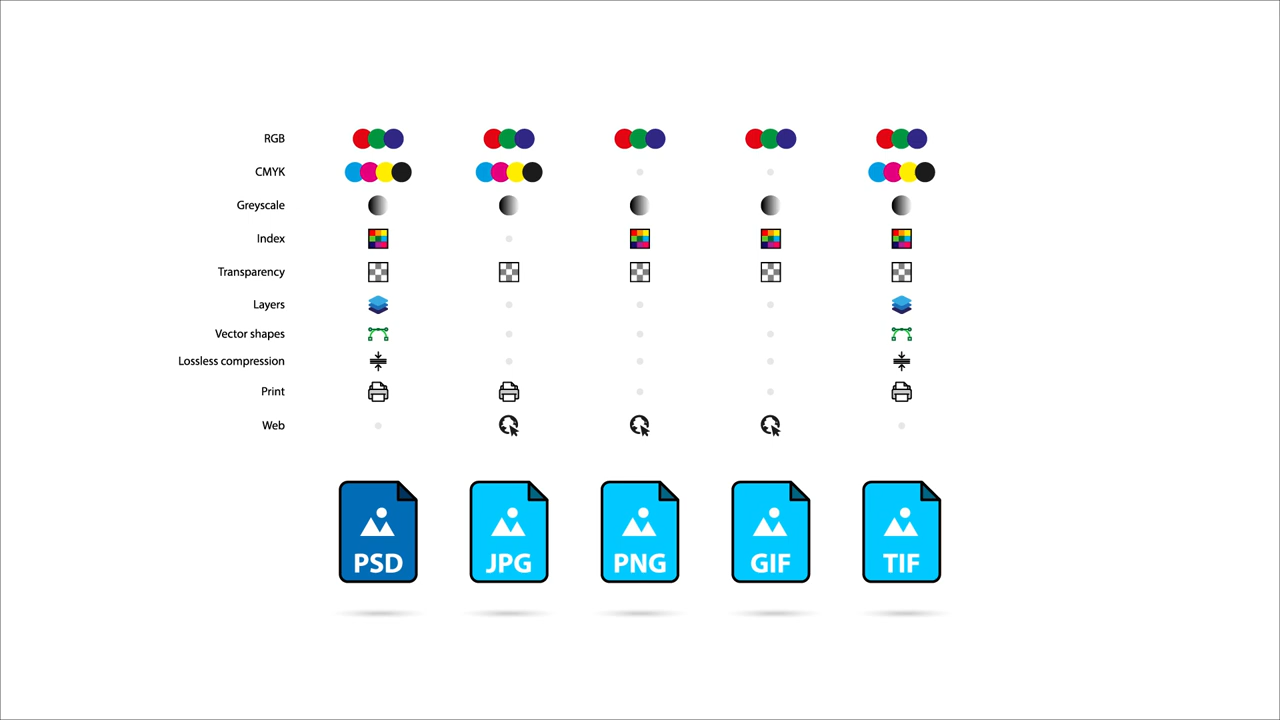 RGB
CMYK
Greyscale
Index
Transparency
Layers
Vector shapes
Lossless compression
Print
Web
PSD JPG PNG GIF TIF